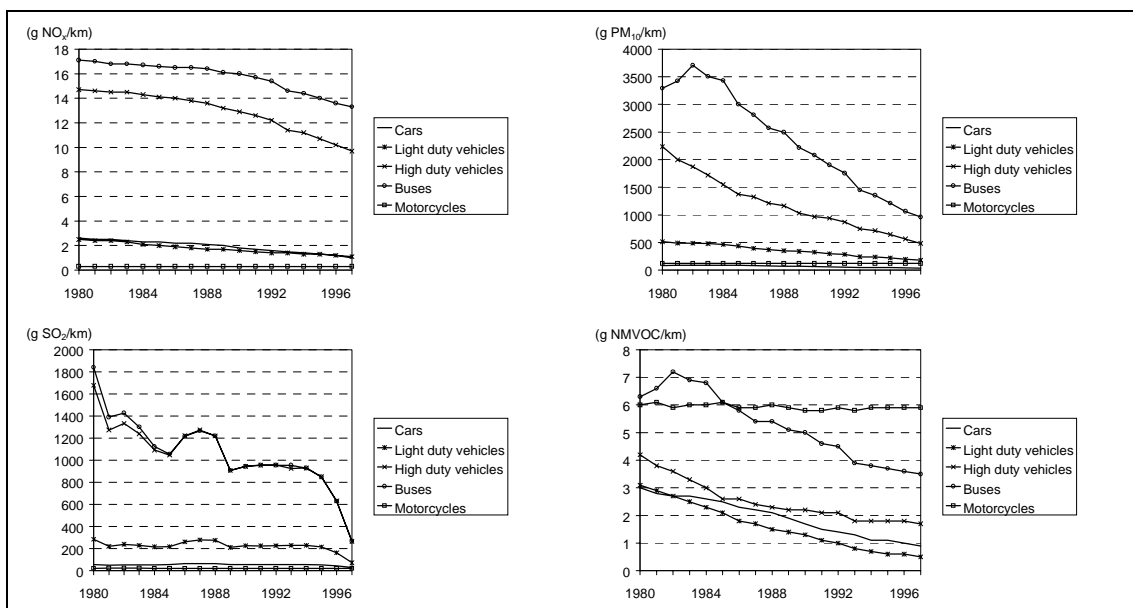 (g NOx/km)
18
16
14
12
10
8
6
4
2
0
1980 1984 1988 1992 1996
Cars
Light duty vehicles
High duty vehicles
Buses
Motorcycles
(g PM10/km)
4000
3500
3000
2500
2000
1500
1000
500
0
1980 1984 1988 1992 1996
Cars
Light duty vehicles
High duty vehicles
Buses
Motorcycles
(g SO2/km)
2000
1800
1600
1400
1200
1000
800
600
400
200
0
1980 1984 1988 1992 1996
Cars
Light duty vehicles
High duty vehicles
Buses
Motorcycles
(g NMVOC/km)
8
7
6
5
4
3
2
1
0
1980 1984 1988 1992 1996
Cars
Light duty vehicles
High duty vehicles
Buses
Motorcycles